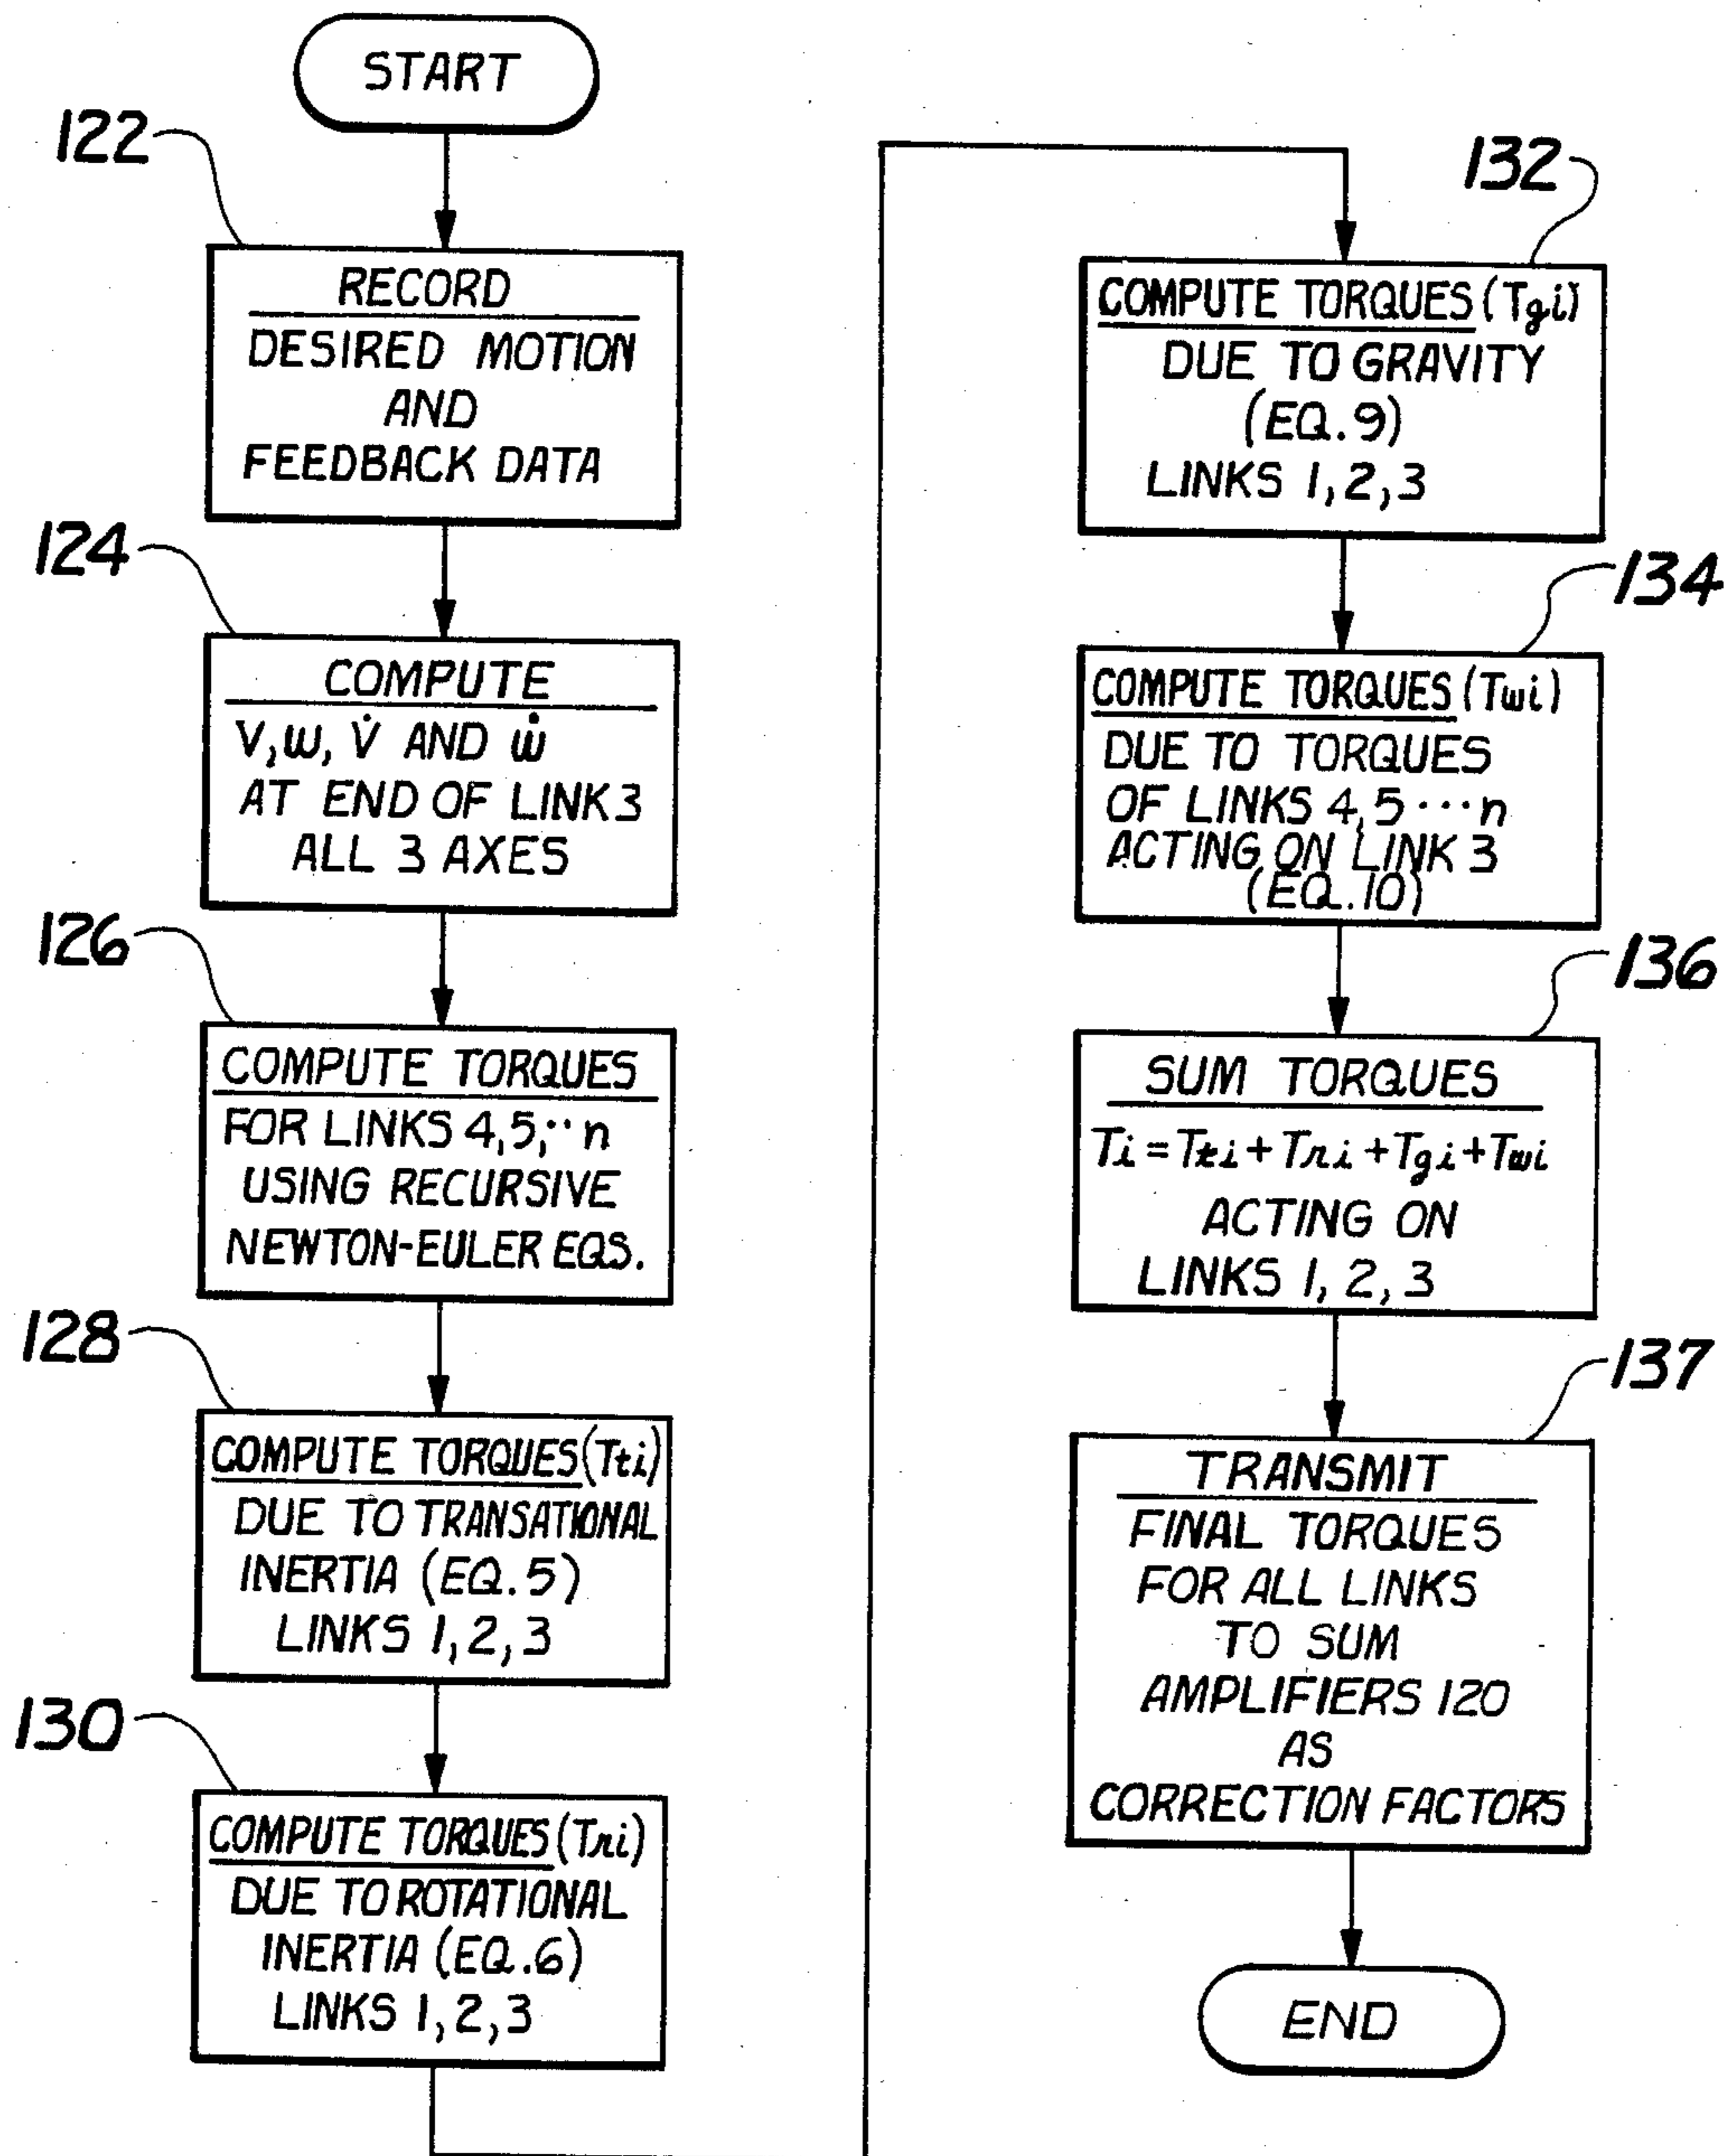 START
122
RECORD
DESIRED MOTION
AND
FEEDBACK DATA
124
COMPUTE
V, ω, V̇ AND ω̇
AT END OF LINK 3
ALL 3 AXES
126
COMPUTE TORQUES
FOR LINKS 4,5,··n
USING RECURSIVE
NEWTON-EULER EQS.
128
COMPUTE TORQUES (Tti)
DUE TO TRANSATIONAL
INERTIA (EQ.5)
LINKS 1, 2, 3
130
COMPUTE TORQUES (Tri)
DUE TO ROTATIONAL
INERTIA (EQ.6)
LINKS 1, 2, 3
132
COMPUTE TORQUES (Tgi)
DUE TO GRAVITY
(EQ. 9)
LINKS 1, 2, 3
134
COMPUTE TORQUES (Twi)
DUE TO TORQUES
OF LINKS 4,5 ··· n
ACTING ON LINK 3
(EQ. 10)
136
SUM TORQUES
Ti = Tti + Tri + Tgi + Twi
ACTING ON
LINKS 1, 2, 3
137
TRANSMIT
FINAL TORQUES
FOR ALL LINKS
TO SUM
AMPLIFIERS 120
AS
CORRECTION FACTORS
END